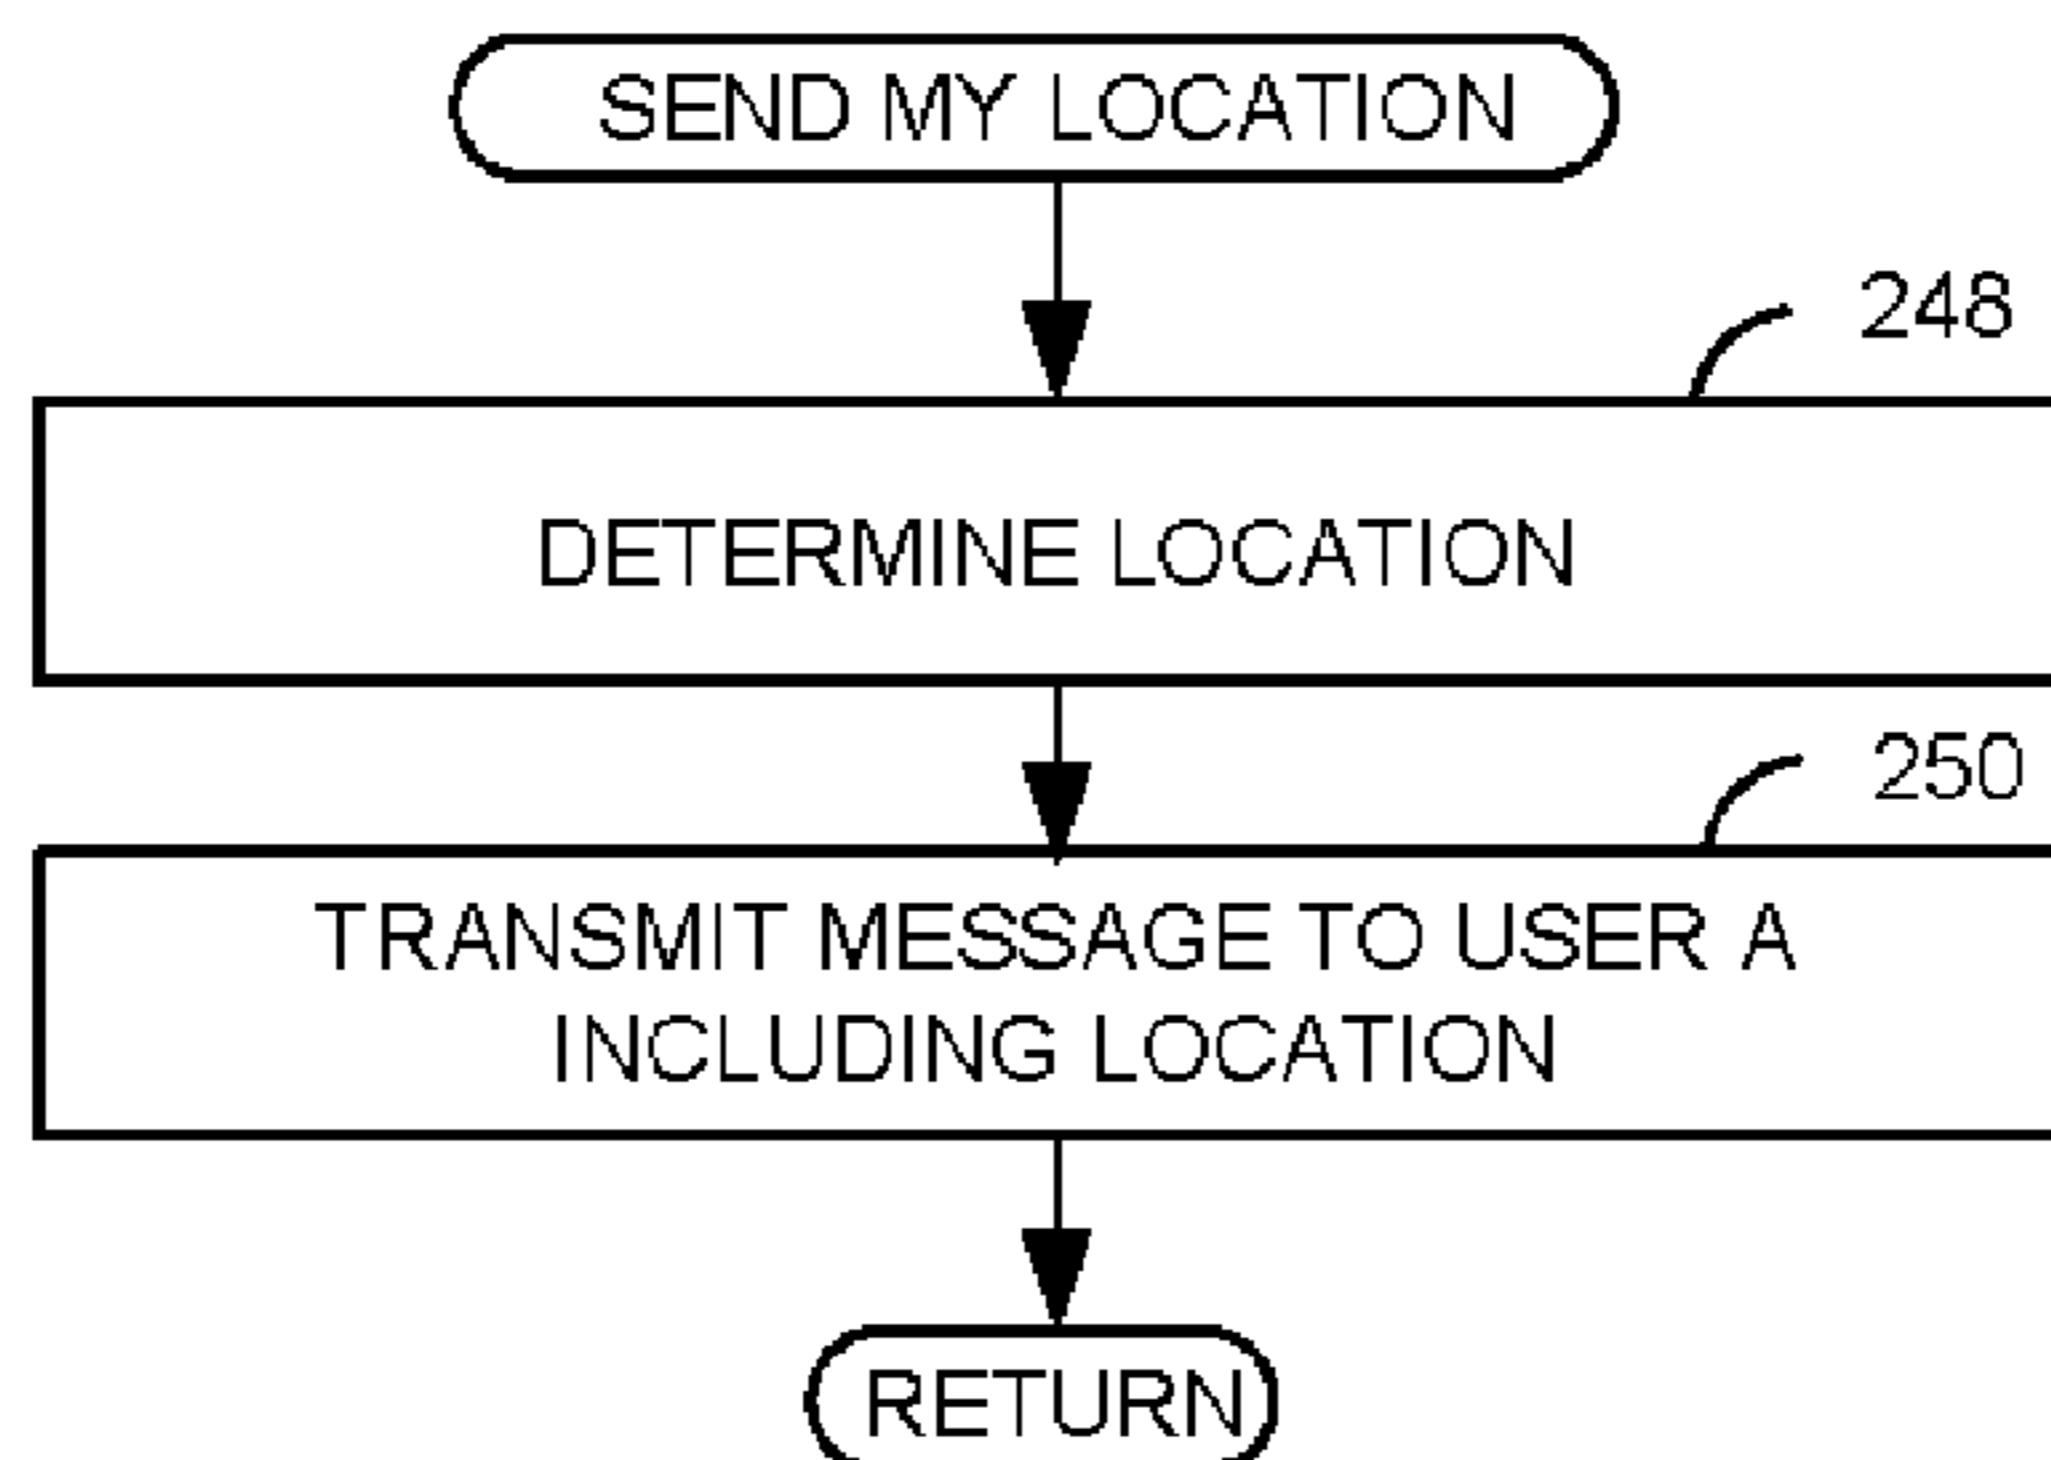 SEND MY LOCATION
248
DETERMINE LOCATION
250
TRANSMIT MESSAGE TO USER A
INCLUDING LOCATION
RETURN